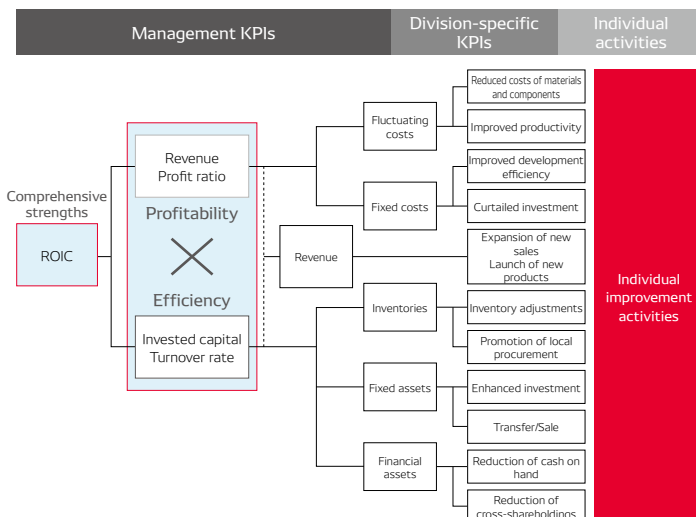 Management KPIs
Division-specific
KPIs
Individual
activities
Comprehensive
strengths
ROIC
Revenue
Profit ratio
Profitability
Efficiency
Invested capital
Turnover rate
Fluctuating
costs
Fixed costs
Revenue
Inventories
Fixed assets
Financial
assets
Reduced costs of materials
and components
Improved productivity
Improved development
efficiency
Curtailed investment
Expansion of new
sales
Launch of new
products
Inventory adjustments
Promotion of local
procurement
Enhanced investment
Transfer/Sale
Reduction of cash on
hand
Reduction of
cross-shareholdings
Individual
improvement
activities